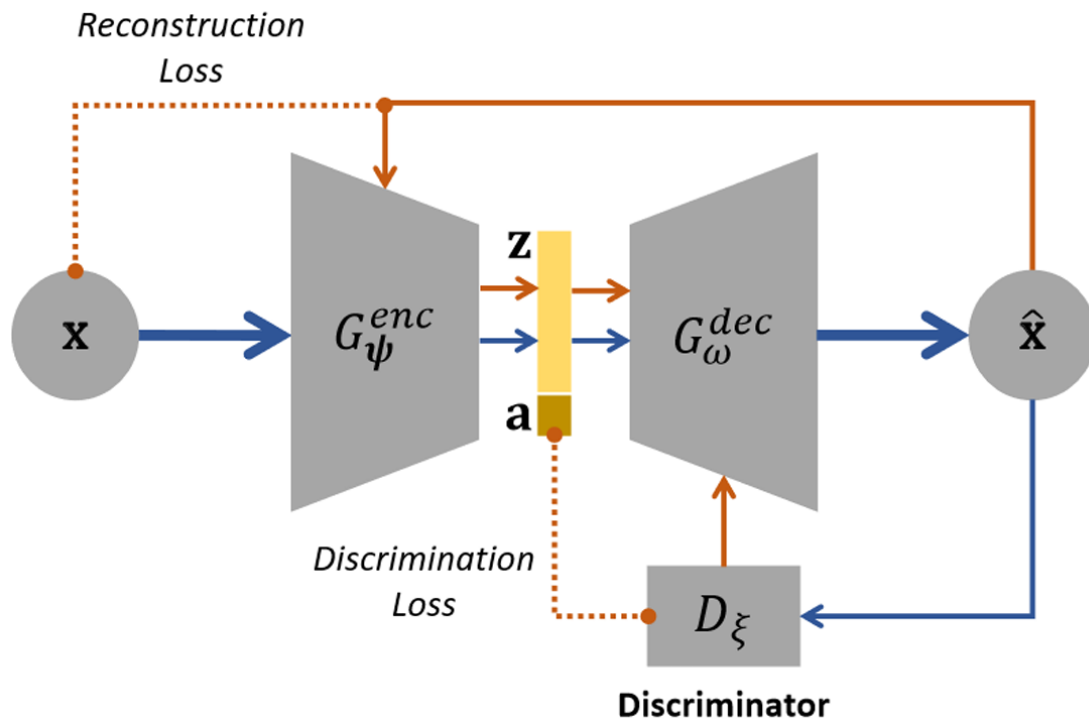 Reconstruction
Loss
z
x
G_ψ^{enc}
G_ω^{dec}
x̂
a
Discrimination
Loss
D_ξ
Discriminator